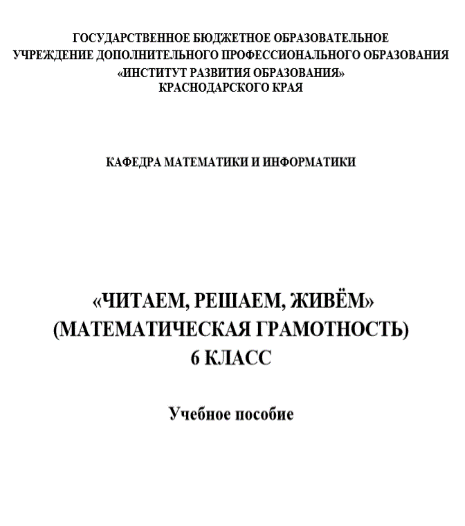 ГОСУДАРСТВЕННОЕ БЮДЖЕТНОЕ ОБРАЗОВАТЕЛЬНОЕ
УЧРЕЖДЕНИЕ ДОПОЛНИТЕЛЬНОГО ПРОФЕССИОНАЛЬНОГО ОБРАЗОВАНИЯ
«ИНСТИТУТ РАЗВИТИЯ ОБРАЗОВАНИЯ»
КРАСНОДАРСКОГО КРАЯ
КАФЕДРА МАТЕМАТИКИ И ИНФОРМАТИКИ
«ЧИТАЕМ, РЕШАЕМ, ЖИВЁМ»
(МАТЕМАТИЧЕСКАЯ ГРАМОТНОСТЬ)
6 КЛАСС
Учебное пособие